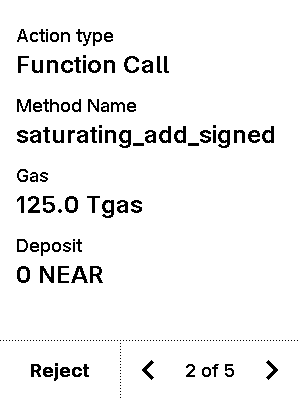 Action type
Function Call
Method Name
saturating_add_signed
Gas
125.0 Tgas
Deposit
0 NEAR
Reject
2 of 5